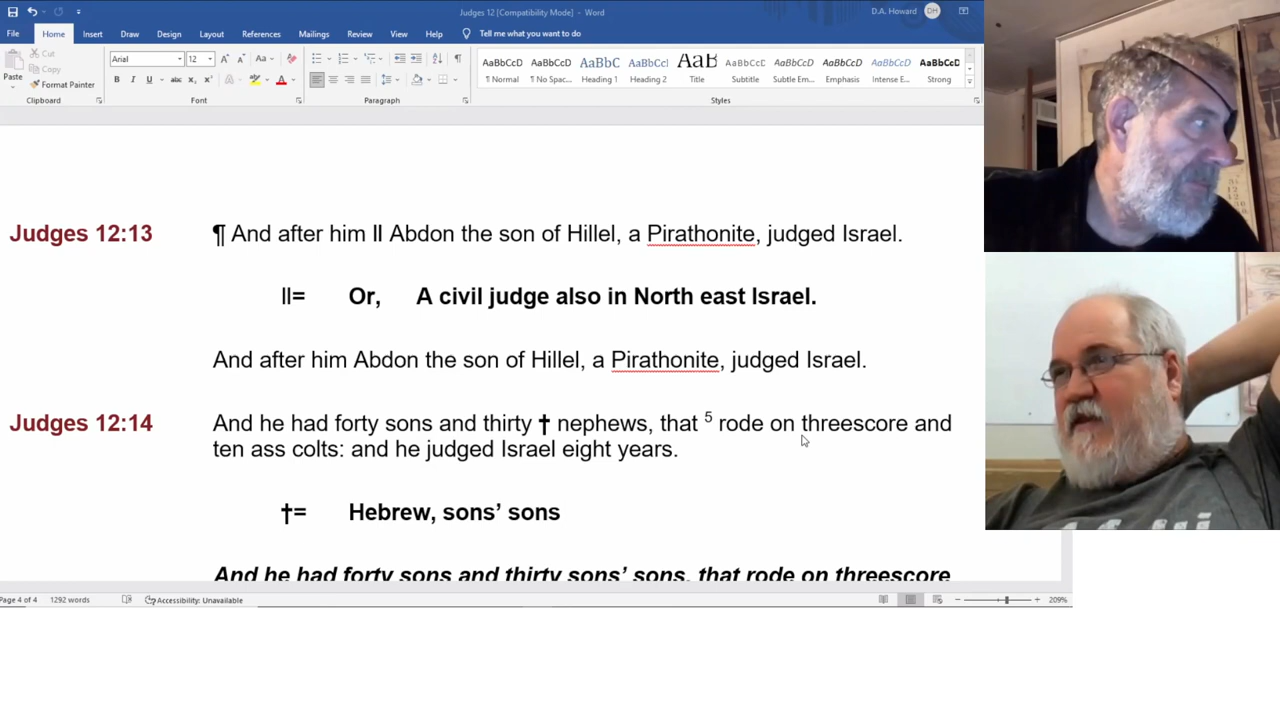 Judges 12 [Compatibility Mode] - Word
D.A. Howard
DH
File Home Insert Draw Design Layout References Mailings Review View Help Tell me what you want to do
Cut
Copy
Format Painter
Paste
Arial 12
Clipboard Font Paragraph Styles
AaBbCcD AaBbCcD AaBbC AaBbCcl AaB AaBbCcD AaBbCcD AaBbCcD AaBbCcD AaBbCcD
¶ Normal ¶ No Spac... Heading 1 Heading 2 Title Subtitle Subtle Em... Emphasis Intense E... Strong
Judges 12:13 ¶ And after him ǁ Abdon the son of Hillel, a Pirathonite, judged Israel.
ǁ= Or, A civil judge also in North east Israel.
And after him Abdon the son of Hillel, a Pirathonite, judged Israel.
Judges 12:14 And he had forty sons and thirty ✝ nephews, that 5 rode on threescore and
ten ass colts: and he judged Israel eight years.
✝= Hebrew, sons’ sons
And he had forty sons and thirty sons’ sons, that rode on threescore
Page 4 of 4 1292 words Accessibility: Unavailable 209%